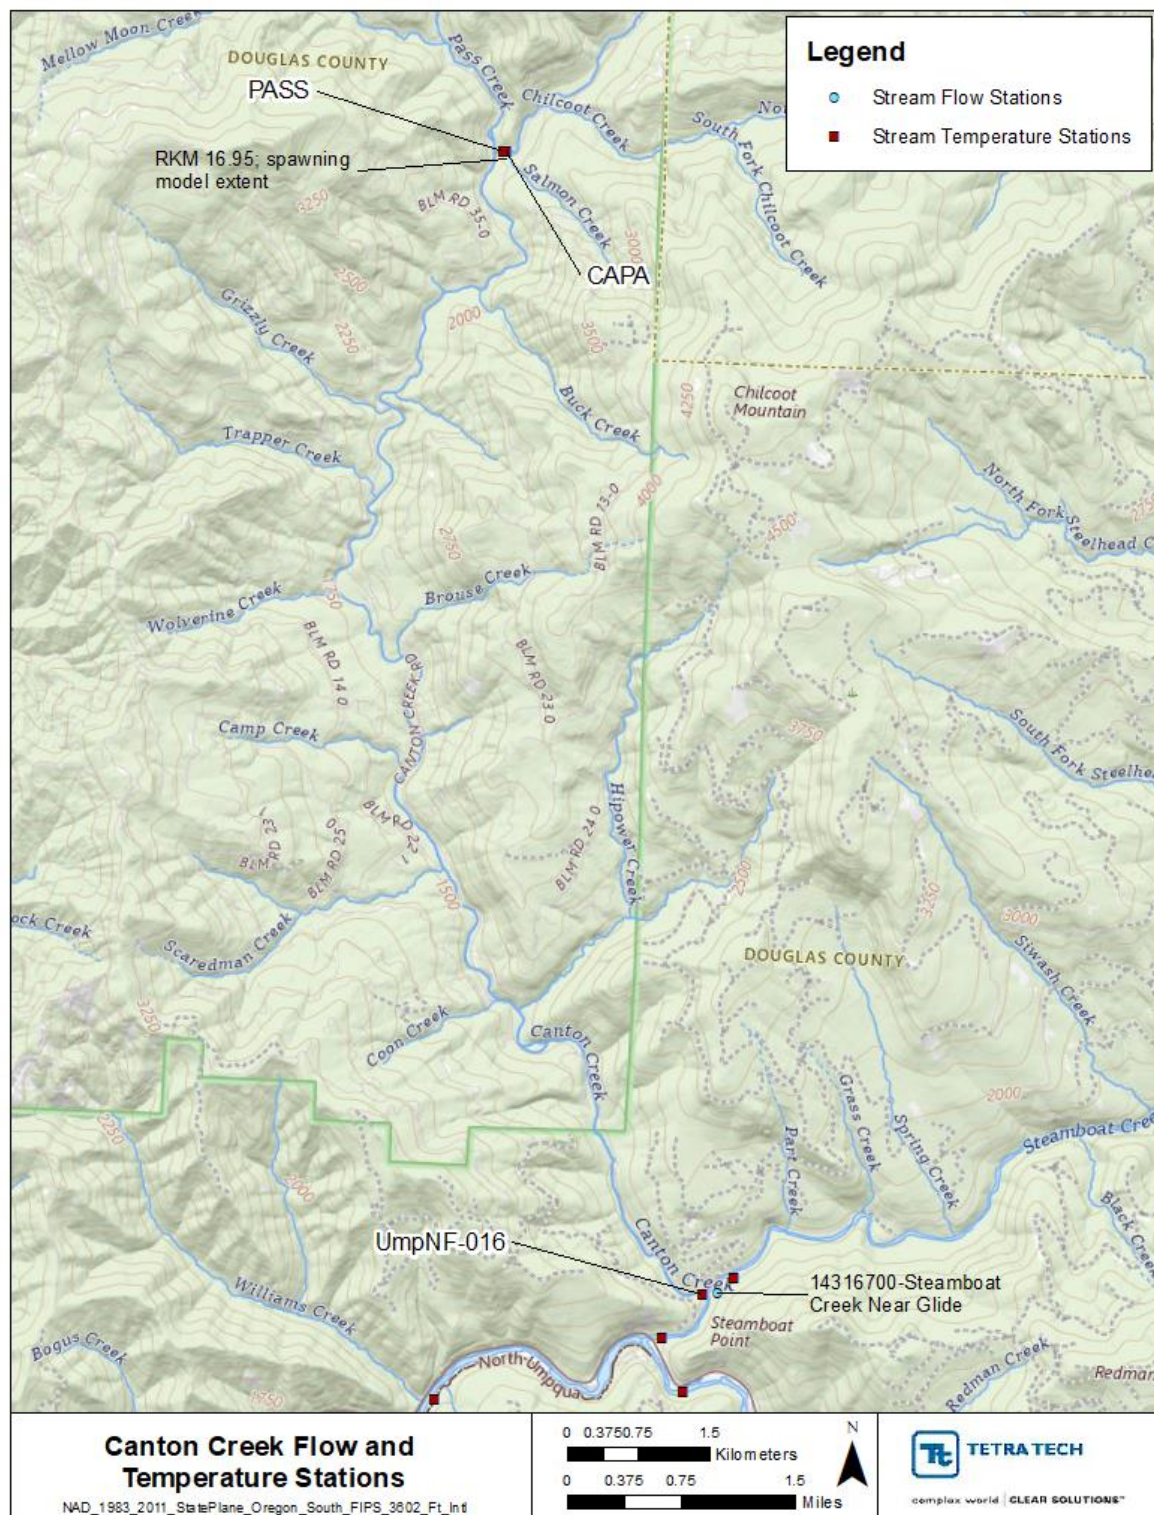 Mellow Moon Creek
DOUGLAS COUNTY
Pass Creek
PASS
Chilcoot Creek
South Fork Chilcoot Creek
Legend
Stream Flow Stations
Stream Temperature Stations
RKM 16.95; spawning
model extent
Salmon Creek
CAPA
BLM RD 35-0
3250
3000
2500
2250
2000
3500
Grizzly Creek
Buck Creek
4250
Chilcoot
Mountain
Trapper Creek
4000
BLM RD 13-0
North Fork Steelhead C
2750
4500
2750
Brouse Creek
1750
Wolverine Creek
BLM RD 14 0
BLM RD 23 0
CANTON CREEK RD
Camp Creek
3750
South Fork Steelhe
Hipower Creek
BLM RD 23 1
BLM RD 25 0
BLM RD 22 1
BLM RD 24 0
1500
2500
3250
3000
ock Creek
Scaredman Creek
DOUGLAS COUNTY
Siwash Creek
3250
Coon Creek
Canton Creek
2000
2250
2000
Part Creek
Grass Creek
Spring Creek
Steamboat Cree
Black Creek
UmpNF-016
Canton Creek
14316700-Steamboat
Creek Near Glide
Williams Creek
Steamboat
Point
Bogus Creek
North Umpqua
Redman Creek
Redman
Canton Creek Flow and
Temperature Stations
NAD_1983_2011_StatePlane_Oregon_South_FIPS_3602_Ft_Intl
0 0.375 0.75 1.5
Kilometers
0 0.375 0.75 1.5
Miles
N
Tt TETRA TECH
complex world | CLEAR SOLUTIONS™